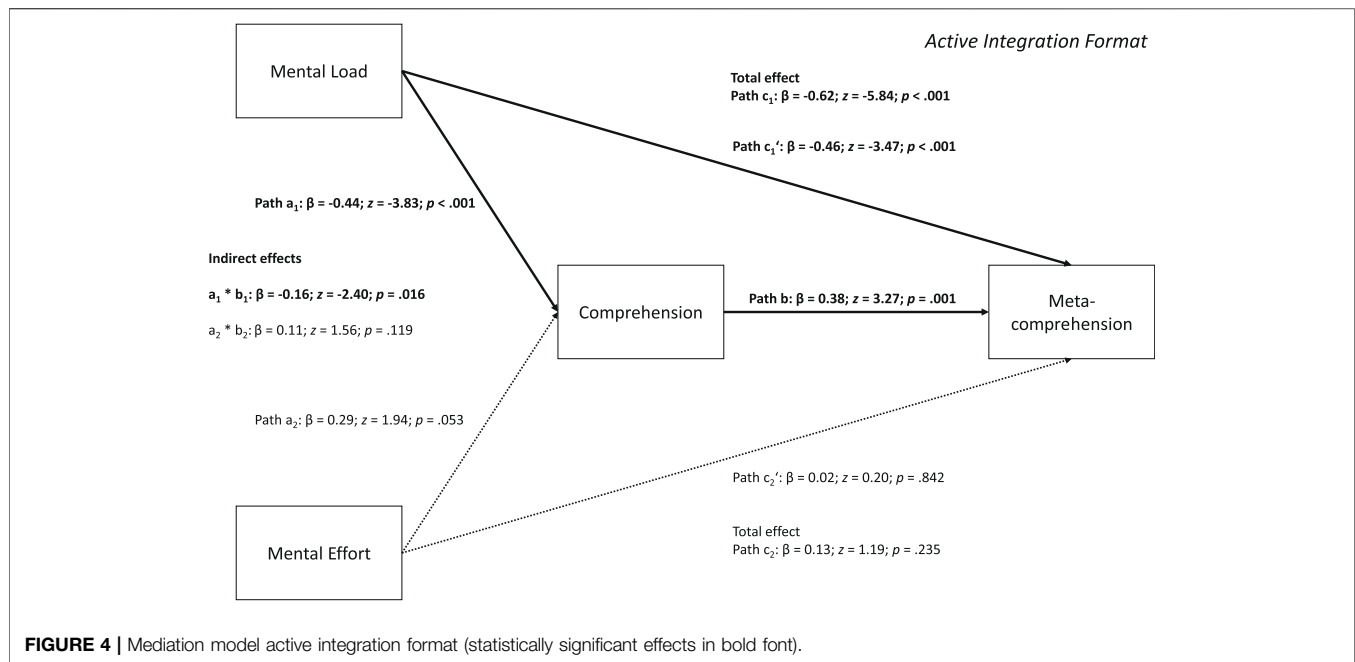 Active Integration Format
Mental Load
Total effect
Path c₁: β = -0.62; z = -5.84; p < .001
Path c₁‘: β = -0.46; z = -3.47; p < .001
Path a₁: β = -0.44; z = -3.83; p < .001
Indirect effects
a₁ * b₁: β = -0.16; z = -2.40; p = .016
a₂ * b₂: β = 0.11; z = 1.56; p = .119
Comprehension
Path b: β = 0.38; z = 3.27; p = .001
Meta-
comprehension
Path a₂: β = 0.29; z = 1.94; p = .053
Path c₂‘: β = 0.02; z = 0.20; p = .842
Total effect
Path c₂: β = 0.13; z = 1.19; p = .235
Mental Effort
FIGURE 4 | Mediation model active integration format (statistically significant effects in bold font).